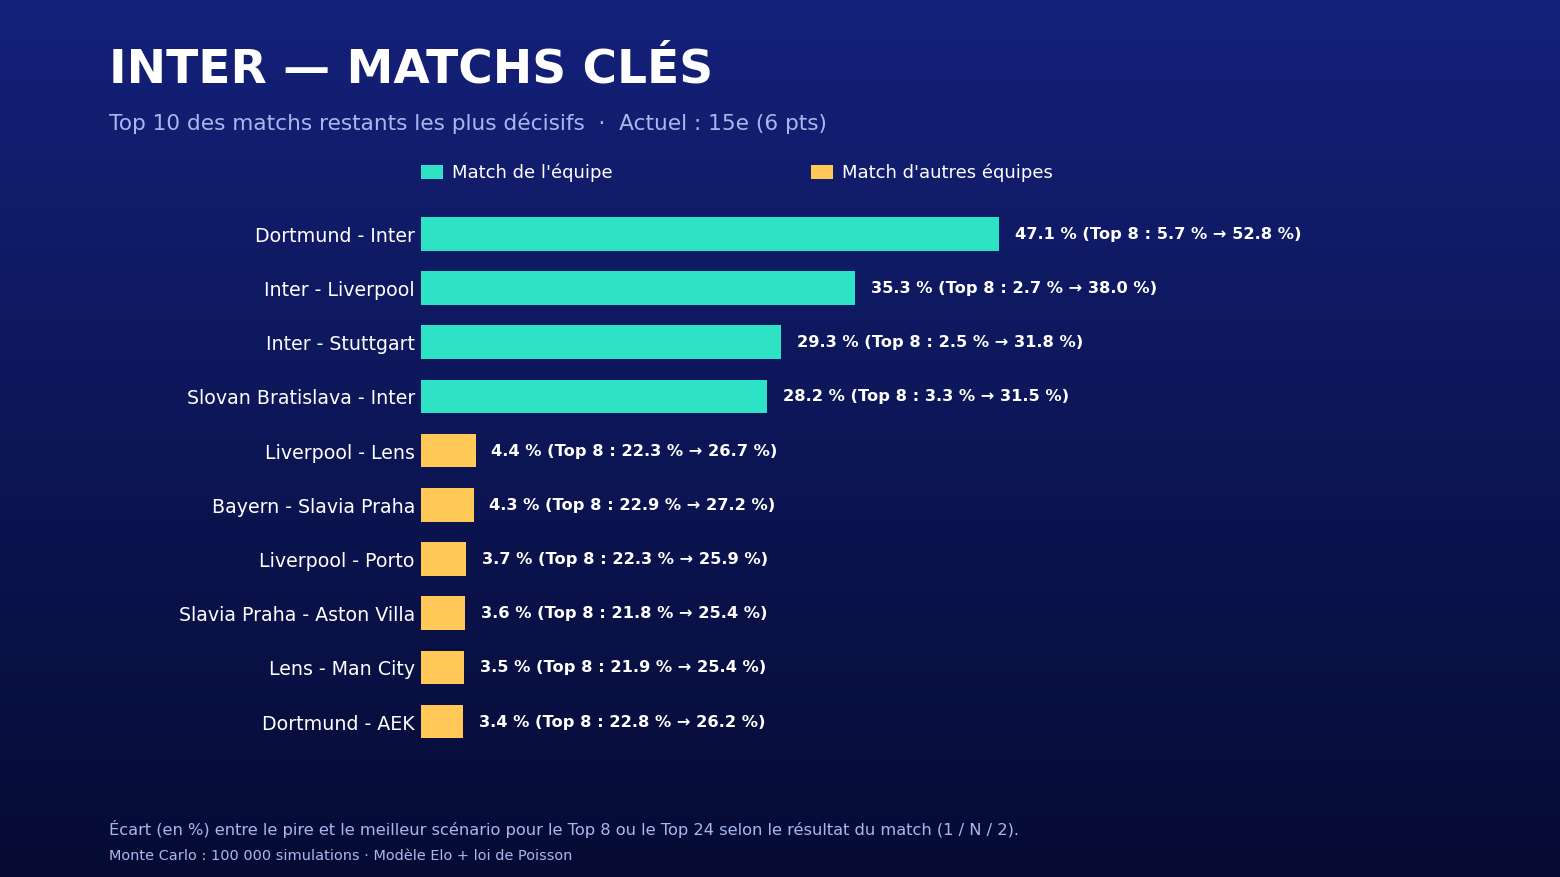 INTER — MATCHS CLÉS
Top 10 des matchs restants les plus décisifs · Actuel : 15e (6 pts)
Match de l'équipe
Match d'autres équipes
Dortmund - Inter 47.1 % (Top 8 : 5.7 % → 52.8 %)
Inter - Liverpool 35.3 % (Top 8 : 2.7 % → 38.0 %)
Inter - Stuttgart 29.3 % (Top 8 : 2.5 % → 31.8 %)
Slovan Bratislava - Inter 28.2 % (Top 8 : 3.3 % → 31.5 %)
Liverpool - Lens 4.4 % (Top 8 : 22.3 % → 26.7 %)
Bayern - Slavia Praha 4.3 % (Top 8 : 22.9 % → 27.2 %)
Liverpool - Porto 3.7 % (Top 8 : 22.3 % → 25.9 %)
Slavia Praha - Aston Villa 3.6 % (Top 8 : 21.8 % → 25.4 %)
Lens - Man City 3.5 % (Top 8 : 21.9 % → 25.4 %)
Dortmund - AEK 3.4 % (Top 8 : 22.8 % → 26.2 %)
Écart (en %) entre le pire et le meilleur scénario pour le Top 8 ou le Top 24 selon le résultat du match (1 / N / 2).
Monte Carlo : 100 000 simulations · Modèle Elo + loi de Poisson